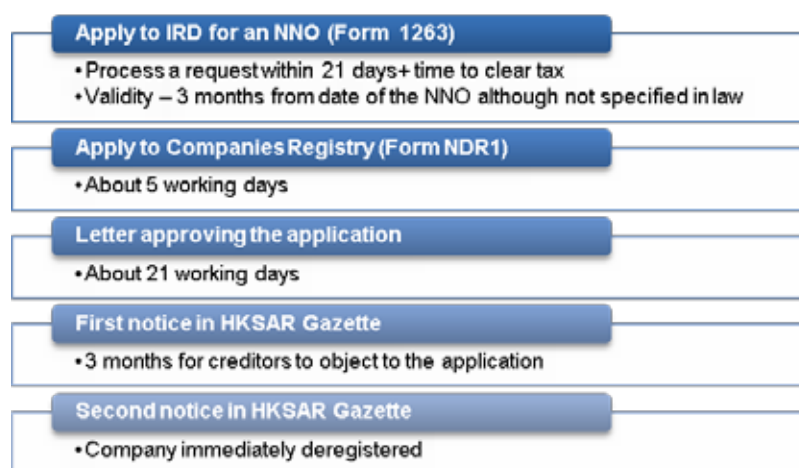 Apply to IRD for an NNO (Form 1263)
•Process a request within 21 days+ time to clear tax
•Validity – 3 months from date of the NNO although not specified in law
Apply to Companies Registry (Form NDR1)
•About 5 working days
Letter approving the application
•About 21 working days
First notice in HKSAR Gazette
•3 months for creditors to object to the application
Second notice in HKSAR Gazette
•Company immediately deregistered